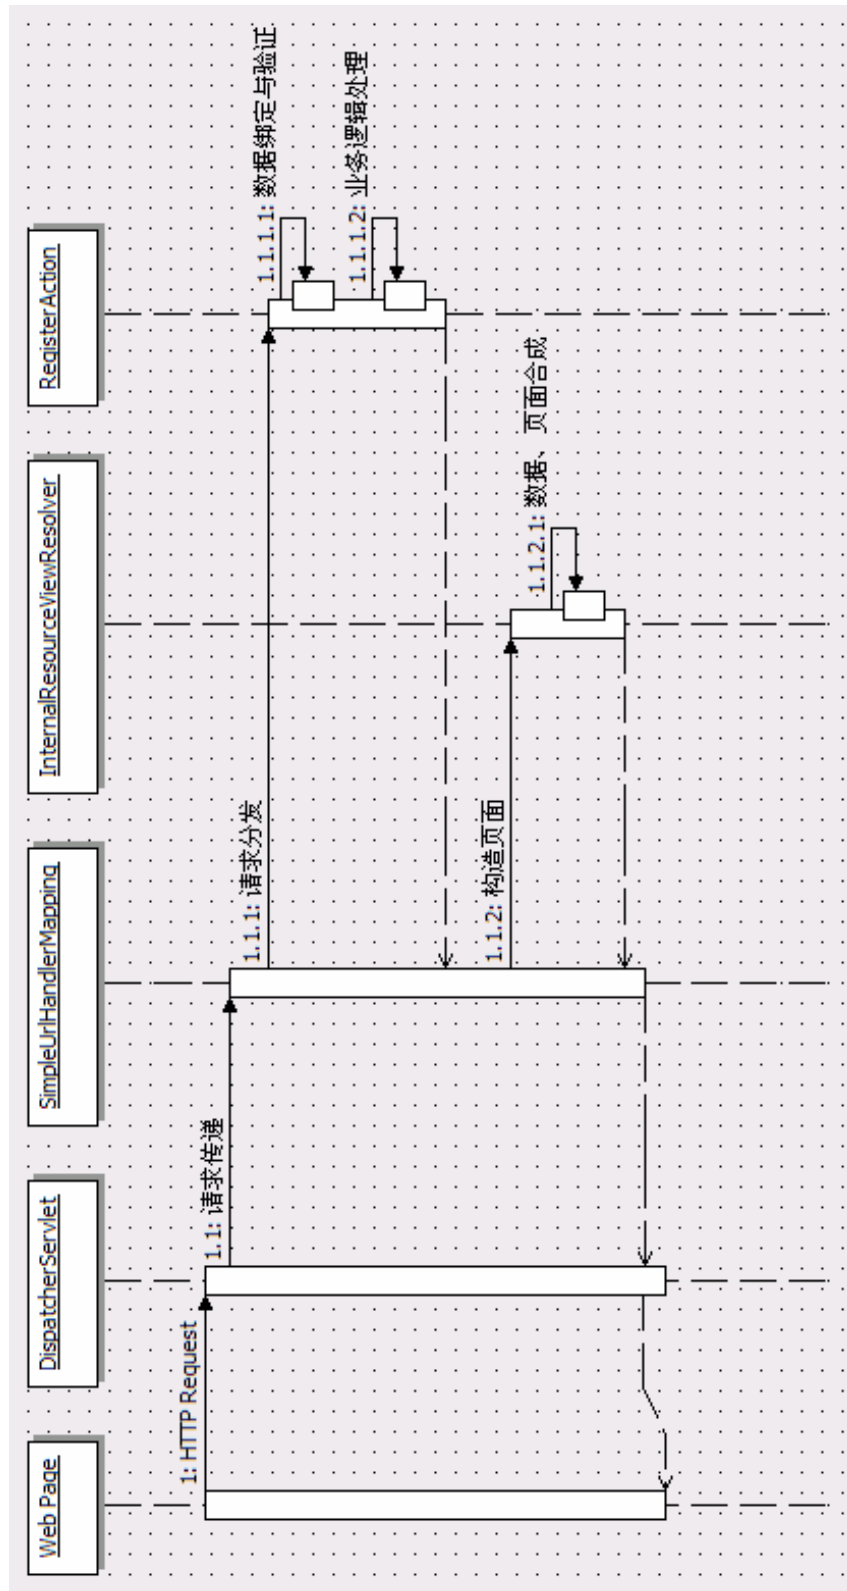 Web Page
DispatcherServlet
SimpleUrlHandlerMapping
InternalResourceViewResolver
RegisterAction
1: HTTP Request
1.1: 请求传递
1.1.1: 请求分发
1.1.1.1: 数据绑定与验证
1.1.1.2: 业务逻辑处理
1.1.2: 构造页面
1.1.2.1: 数据、 页面合成